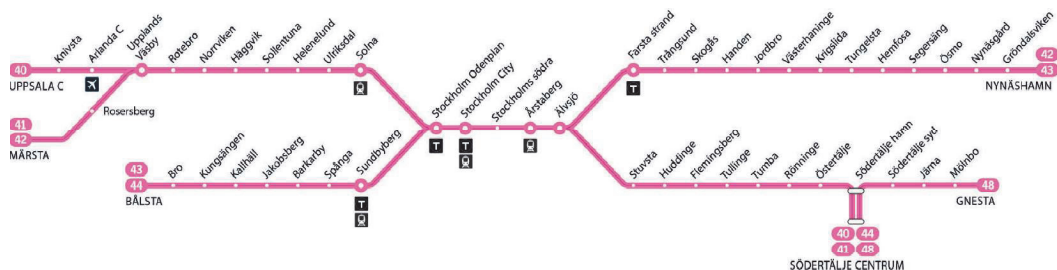 40
UPPSALA C
Knivsta
Arlanda C
Upplands
Väsby
Rotebro
Norrviken
Häggvik
Sollentuna
Helenelund
Ulriksdal
Solna
Rosersberg
41
42
MÄRSTA
43
44
BÅLSTA
Bro
Kungsängen
Kallhäll
Jakobsberg
Barkarby
Spånga
Sundbyberg
T
Stockholm Odenplan
T
Stockholm City
T
Stockholms södra
Årstaberg
Älvsjö
Farsta strand
T
Trångsund
Skogås
Handen
Jordbro
Västerhaninge
Krigslida
Tungelsta
Hemfosa
Segersäng
Ösmo
Nynäsgård
Gröndalsviken
42
43
NYNÄSHAMN
Stuvsta
Huddinge
Flemingsberg
Tullinge
Tumba
Rönninge
Östertälje
Södertälje hamn
Södertälje syd
Järna
Mölnbo
48
GNESTA
40 44
41 48
SÖDERTÄLJE CENTRUM